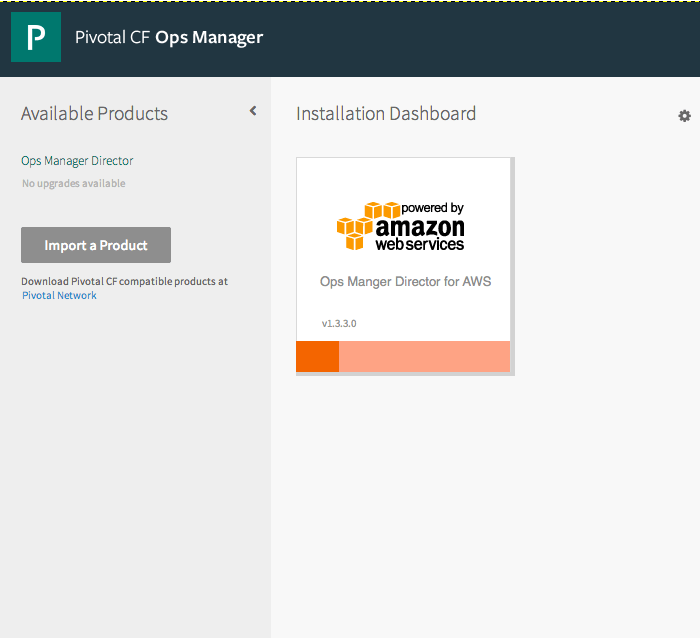 P
Pivotal CF Ops Manager
Available Products
Ops Manager Director
No upgrades available
Import a Product
Download Pivotal CF compatible products at
Pivotal Network
Installation Dashboard
powered by
amazon
web services
Ops Manger Director for AWS
v1.3.3.0